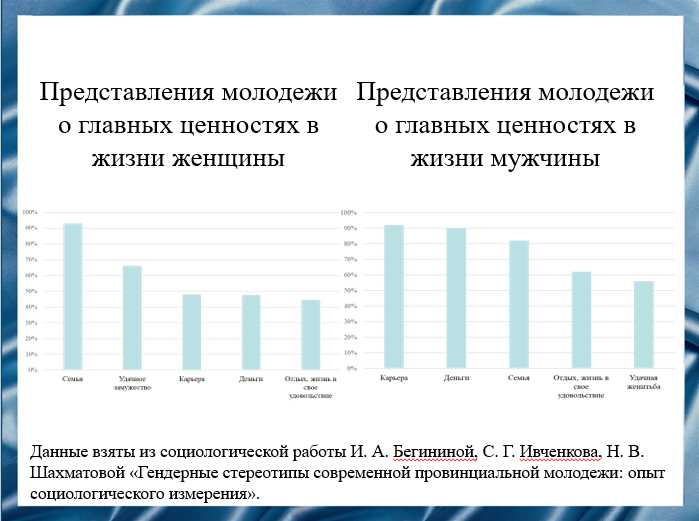 Представления молодежи
о главных ценностях в
жизни женщины
Представления молодежи
о главных ценностях в
жизни мужчины
100%
90%
80%
70%
60%
50%
40%
30%
20%
10%
0%
Семья
Удачное
замужество
Карьера
Деньги
Отдых, жизнь в
свое
удовольствие
100%
90%
80%
70%
60%
50%
40%
30%
20%
10%
0%
Карьера
Деньги
Семья
Отдых, жизнь в
свое
удовольствие
Удачная
женитьба
Данные взяты из социологической работы И. А. Бегининой, С. Г. Ивченкова, Н. В.
Шахматовой «Гендерные стереотипы современной провинциальной молодежи: опыт
социологического измерения».